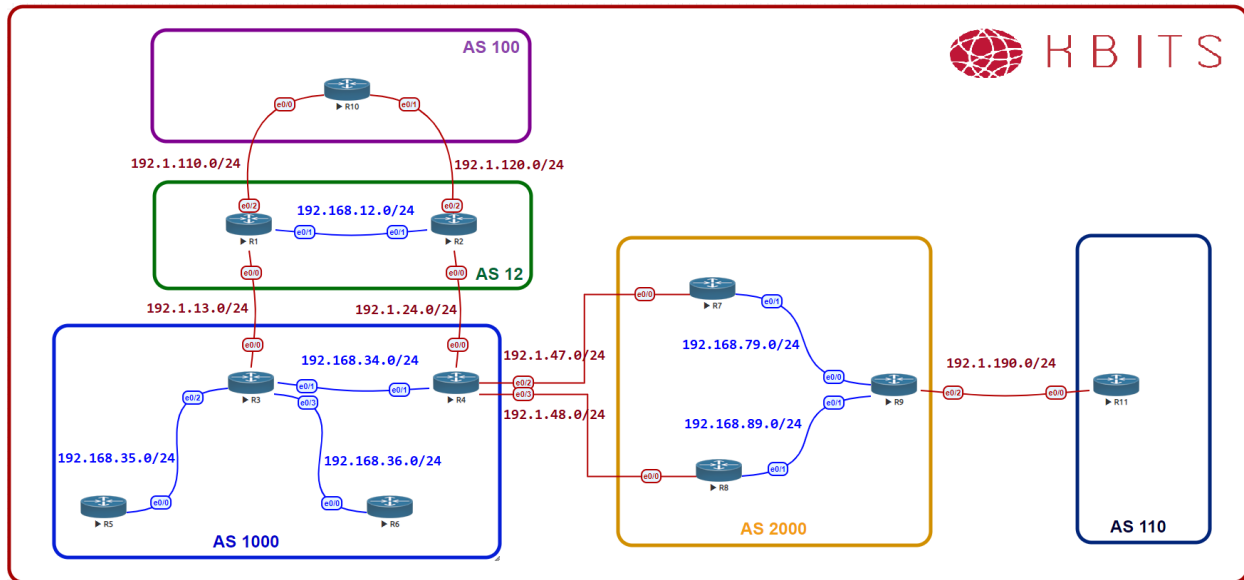 AS 100
KBITS
e0/0
e0/1
R10
192.1.110.0/24
192.1.120.0/24
e0/2
192.168.12.0/24
e0/2
R1
e0/1
e0/1
R2
e0/0
e0/0
AS 12
192.1.13.0/24
192.1.24.0/24
e0/0
e0/0
192.168.34.0/24
e0/2
R3
e0/1
e0/3
e0/1
R4
192.1.47.0/24
e0/2
e0/3
192.1.48.0/24
192.168.35.0/24
192.168.36.0/24
e0/0
R5
e0/0
R6
AS 1000
e0/0
R7
e0/1
192.168.79.0/24
e0/0
e0/1
R9
e0/2
192.168.89.0/24
e0/0
R8
e0/1
AS 2000
192.1.190.0/24
e0/0
R11
AS 110